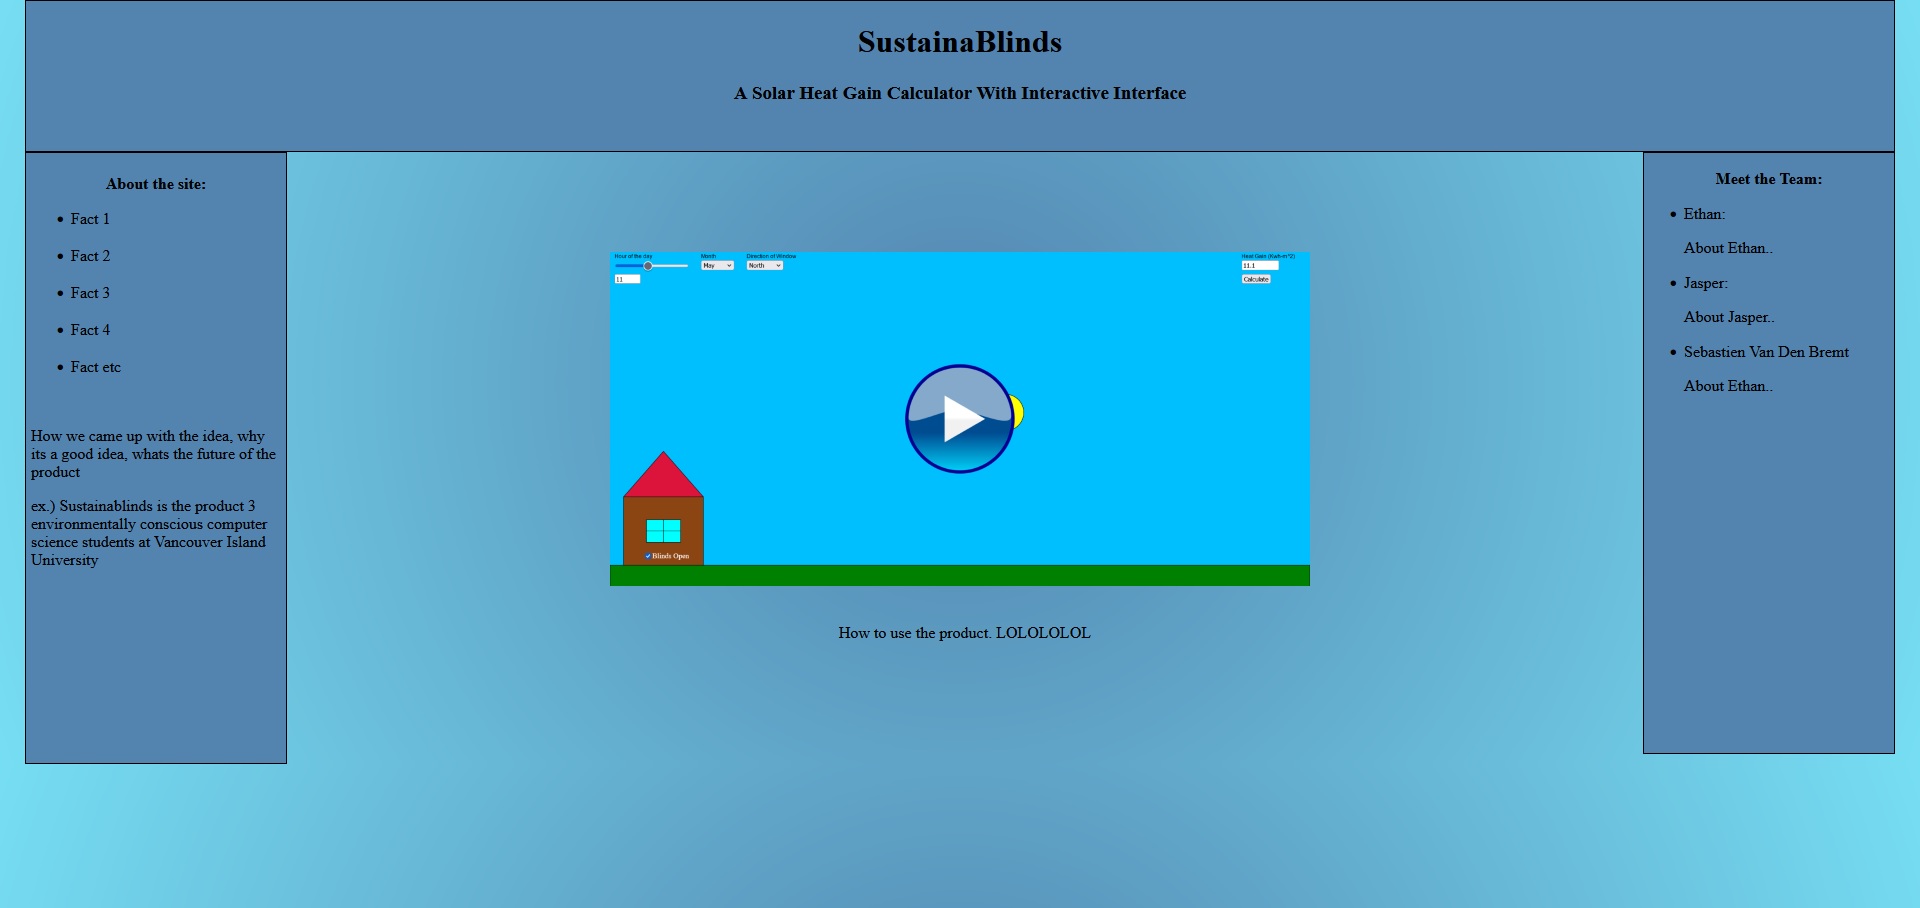 SustainaBlinds
A Solar Heat Gain Calculator With Interactive Interface
About the site:
Fact 1
Fact 2
Fact 3
Fact 4
Fact etc
How we came up with the idea, why
its a good idea, whats the future of the
product
ex.) Sustainablinds is the product 3
environmentally conscious computer
science students at Vancouver Island
University
Hour of the day
11
Month
May
Direction of Window
North
Heat Gain (Kwh-m^2)
11.1
Calculate
Blinds Open
How to use the product. LOLOLOLOL
Meet the Team:
Ethan:
About Ethan..
Jasper:
About Jasper..
Sebastien Van Den Bremt
About Ethan..